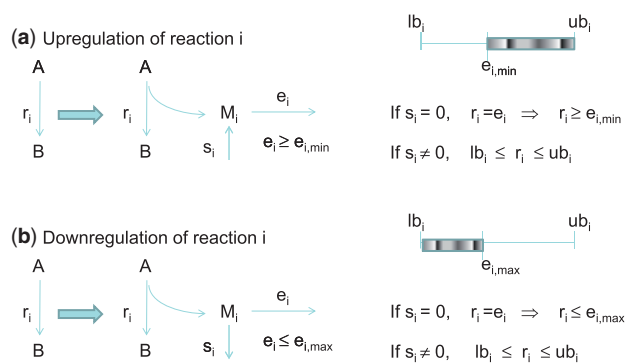 (a) Upregulation of reaction i
lb_i ub_i
e_i,min
A A
r_i r_i M_i e_i
B B s_i e_i ≥ e_i,min
If s_i = 0, r_i = e_i ⇒ r_i ≥ e_i,min
If s_i ≠ 0, lb_i ≤ r_i ≤ ub_i
(b) Downregulation of reaction i
lb_i ub_i
e_i,max
A A
r_i r_i M_i e_i
B B s_i e_i ≤ e_i,max
If s_i = 0, r_i = e_i ⇒ r_i ≤ e_i,max
If s_i ≠ 0, lb_i ≤ r_i ≤ ub_i